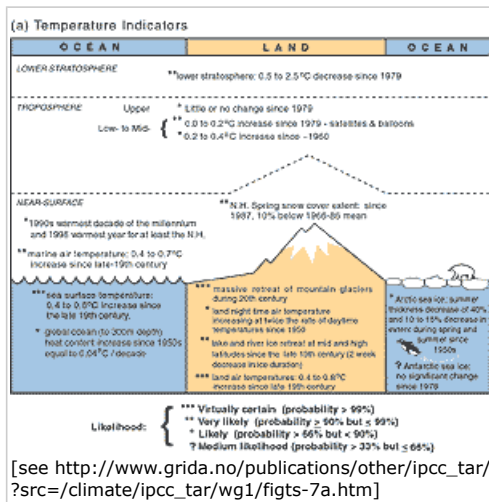 (a) Temperature Indicators
OCEAN LAND OCEAN
LOWER STRATOSPHERE
**lower stratosphere: 0.5 to 2.5°C decrease since 1979
TROPOSPHERE
Upper * Little or no change since 1979
Low- to Mid- { ** 0.0 to 0.2°C increase since 1979 - satellites & balloons
* 0.2 to 0.4°C increase since ~1960
NEAR-SURFACE
*1990s warmest decade of the millennium
and 1998 warmest year for at least the N.H.
** marine air temperature: 0.4 to 0.7°C
increase since late-19th century
**N.H. Spring snow cover extent: since
1987, 10% below 1966-86 mean
*** sea surface temperature:
0.4 to 0.8°C increase since
the late 19th century.
* global ocean (to 300m depth)
heat content increase since 1950s
equal to 0.04°C / decade
*** massive retreat of mountain glaciers
during 20th century
* land night time air temperature
increasing at twice the rate of daytime
temperatures since 1950
** lake and river ice retreat at mid and high
latitudes since the late 19th century (2 week
decrease in ice duration)
*** land air temperatures: 0.4 to 0.8°C
increase since late 19th century
* Arctic sea ice: summer
thickness decrease of 40%
and 10 to 15% decrease in
extent during spring and
summer since
1950s
? Antarctic sea ice:
no significant change
since 1978
Likelihood: { *** Virtually certain (probability > 99%)
** Very likely (probability ≥ 90% but ≤ 99%)
* Likely (probability > 66% but < 90%)
? Medium likelihood (probability > 33% but ≤ 66%)
[see http://www.grida.no/publications/other/ipcc_tar/
?src=/climate/ipcc_tar/wg1/figts-7a.htm]